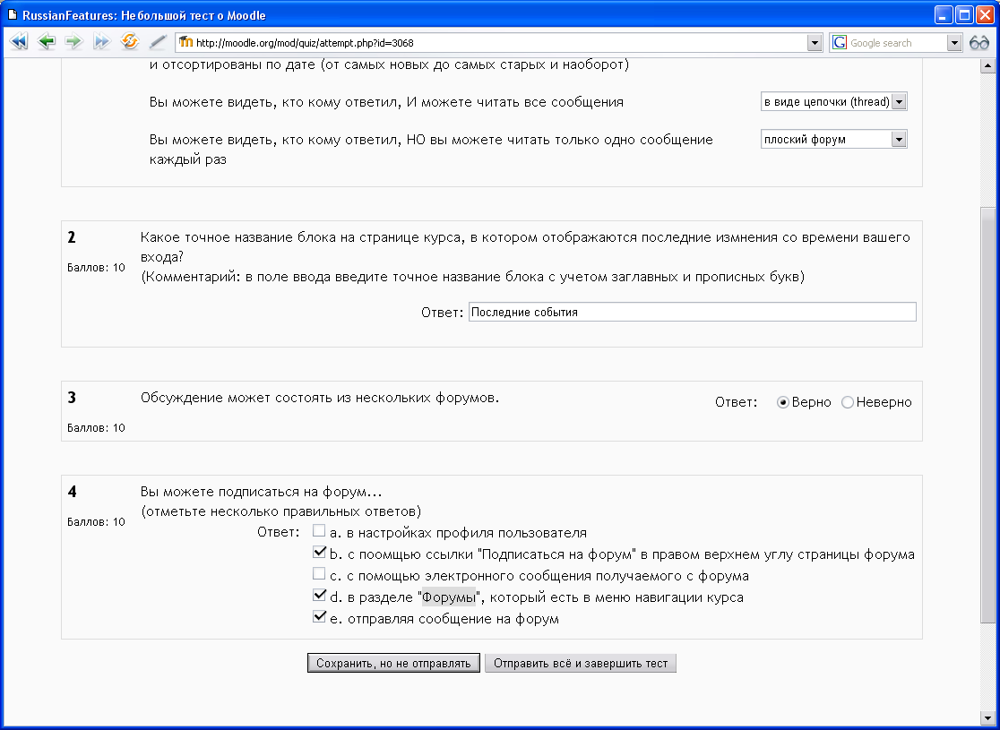 RussianFeatures: Небольшой тест о Moodle
http://moodle.org/mod/quiz/attempt.php?id=3068
G Google search
и отсортированы по дате (от самых новых до самых старых и наоборот)
Вы можете видеть, кто кому ответил, И можете читать все сообщения
в виде цепочки (thread)
Вы можете видеть, кто кому ответил, НО вы можете читать только одно сообщение
каждый раз
плоский форум
2
Баллов: 10
Какое точное название блока на странице курса, в котором отображаются последние измнения со времени вашего
входа?
(Комментарий: в поле ввода введите точное название блока с учетом заглавных и прописных букв)
Ответ: Последние события
3
Баллов: 10
Обсуждение может состоять из нескольких форумов.
Ответ: Верно Неверно
4
Баллов: 10
Вы можете подписаться на форум...
(отметьте несколько правильных ответов)
Ответ: a. в настройках профиля пользователя
b. с поомщью ссылки "Подписаться на форум" в правом верхнем углу страницы форума
c. с помощью электронного сообщения получаемого с форума
d. в разделе "Форумы", который есть в меню навигации курса
e. отправляя сообщение на форум
Сохранить, но не отправлять Отправить всё и завершить тест